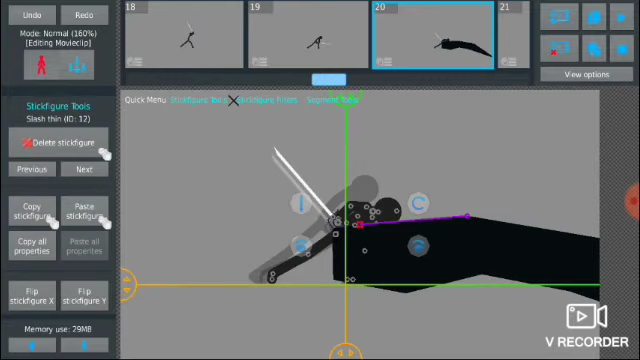 Undo
Redo
Mode: Normal (160%)
[Editing Movieclip]
Stickfigure Tools
Slash thin (ID: 12)
Delete stickfigure
Previous
Next
Copy stickfigure
Paste stickfigure
Copy all properties
Paste all properties
Flip stickfigure X
Flip stickfigure Y
Memory use: 29MB
18
19
20
21
View options
Quick Menu
Stickfigure Tools
Stickfigure Filters
Segment Tools
V RECORDER